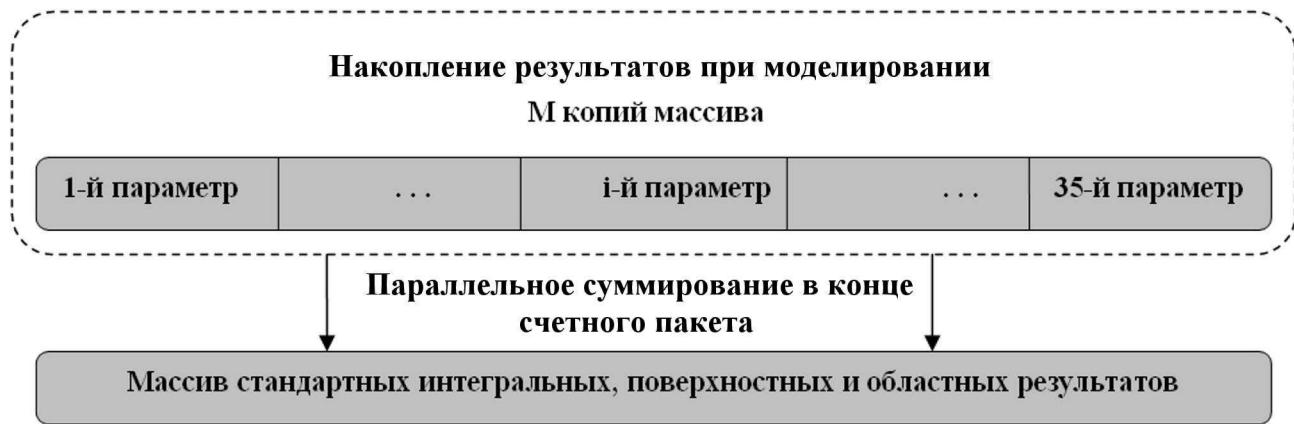 Накопление результатов при моделировании
М копий массива
1-й параметр . . . i-й параметр . . . 35-й параметр
Параллельное суммирование в конце
счетного пакета
Массив стандартных интегральных, поверхностных и областных результатов